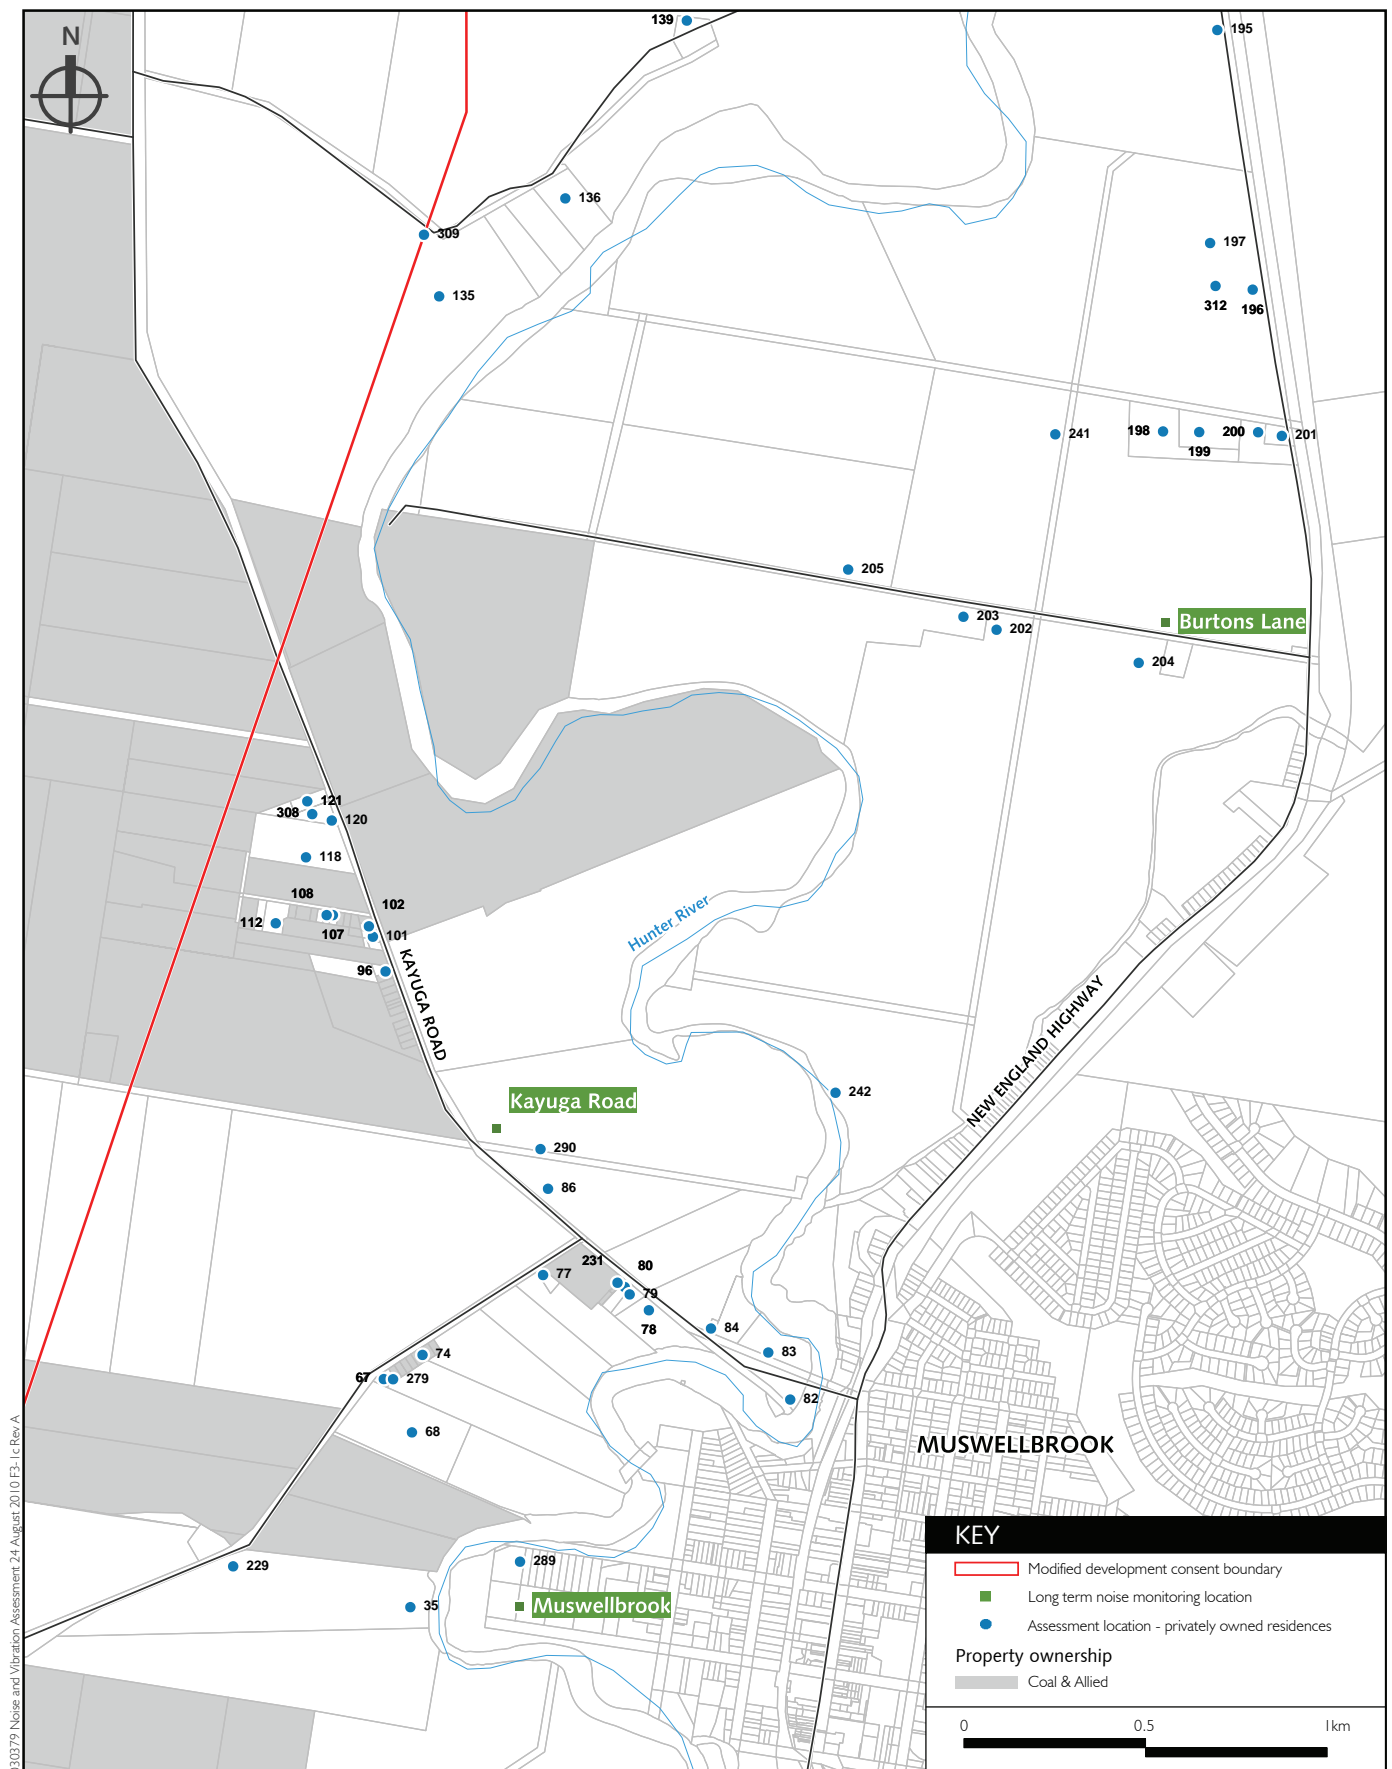 N
139
195
136
309
135
197
312
196
241
198
199
200
201
205
203
202
Burtons Lane
204
121
308
120
118
108
102
112
107
101
96
KAYUGA ROAD
Hunter River
NEW ENGLAND HIGHWAY
242
Kayuga Road
290
86
231
80
77
79
78
84
83
82
74
67
279
68
MUSWELLBROOK
229
289
35
Muswellbrook
KEY
Modified development consent boundary
Long term noise monitoring location
Assessment location - privately owned residences
Property ownership
Coal & Allied
0 0.5 1km
030379 Noise and Vibration Assessment 24 August 2010 F3-1c Rev A